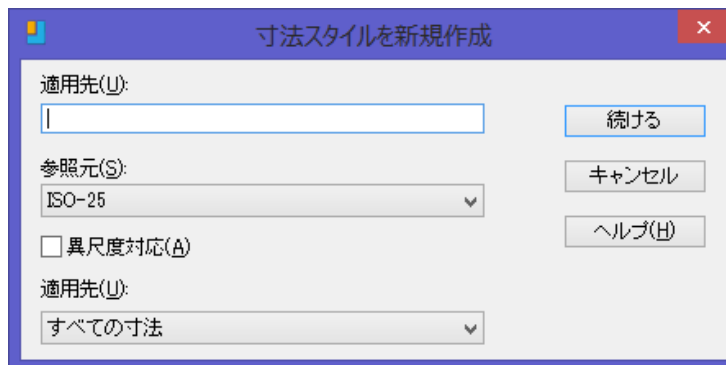 寸法スタイルを新規作成
適用先(U):
続ける
参照元(S):
キャンセル
ISO-25
ヘルプ(H)
異尺度対応(A)
適用先(U):
すべての寸法